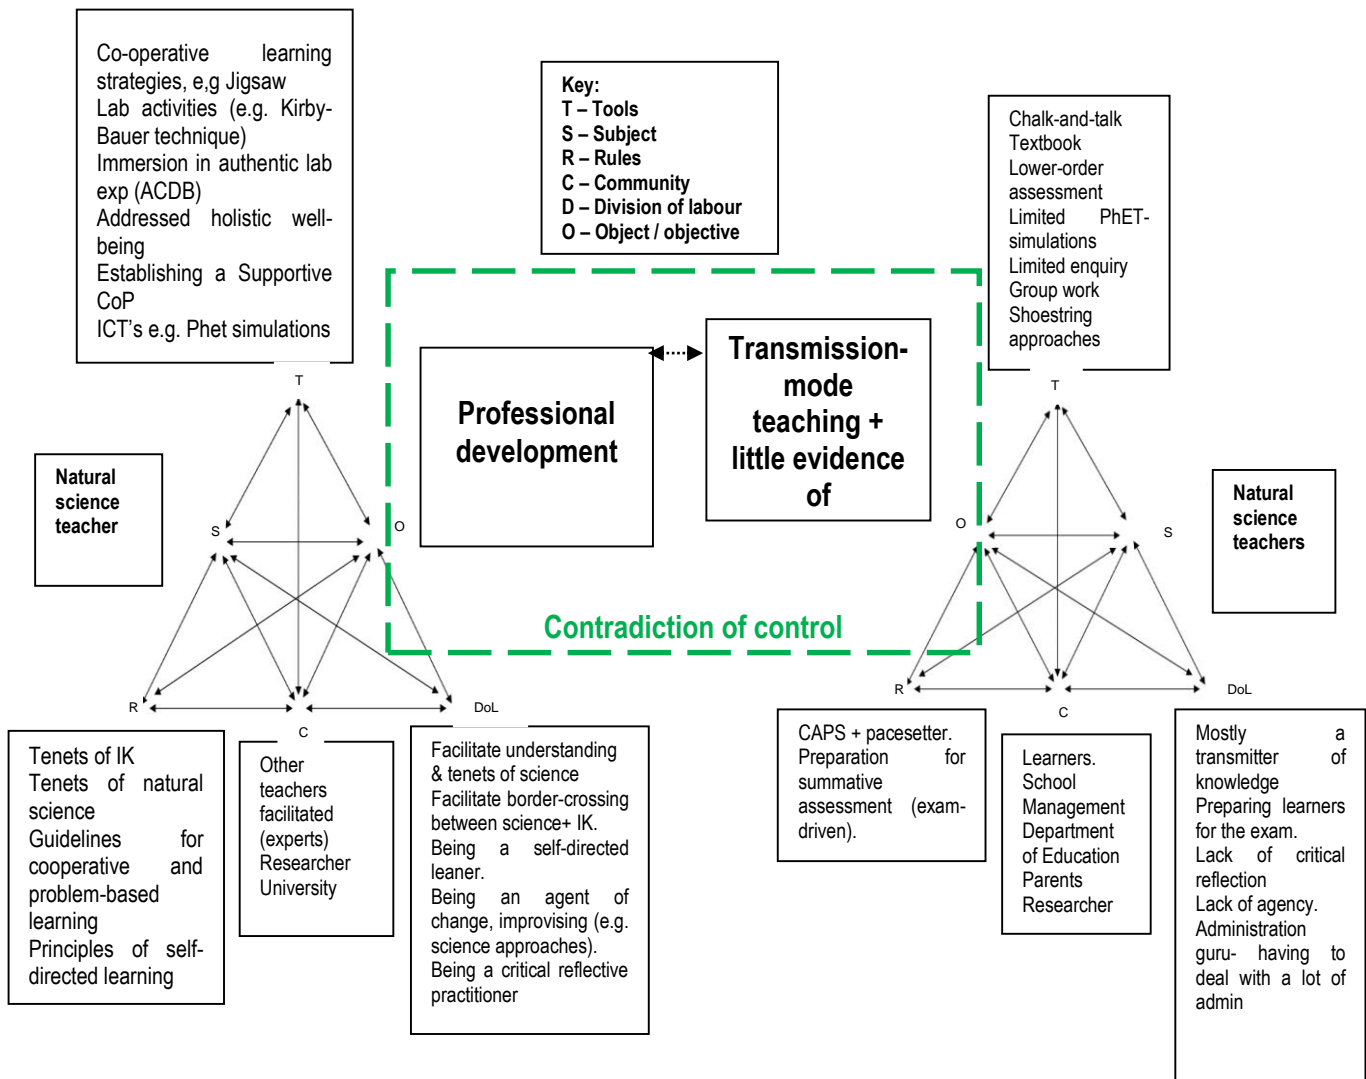 Co-operative learning
strategies, e,g Jigsaw
Lab activities (e.g. Kirby-
Bauer technique)
Immersion in authentic lab
exp (ACDB)
Addressed holistic well-
being
Establishing a Supportive
CoP
ICT's e.g. Phet simulations
Key:
T – Tools
S – Subject
R – Rules
C – Community
D – Division of labour
O – Object / objective
Chalk-and-talk
Textbook
Lower-order
assessment
Limited PhET-
simulations
Limited enquiry
Group work
Shoestring
approaches
Professional
development
Transmission-
mode
teaching +
little evidence
of
T
T
Natural
science
teacher
S
O
O
S
Natural
science
teachers
Contradiction of control
R
C
DoL
R
C
DoL
Tenets of IK
Tenets of natural
science
Guidelines for
cooperative and
problem-based
learning
Principles of self-
directed learning
Other
teachers
facilitated
(experts)
Researcher
University
Facilitate understanding
& tenets of science
Facilitate border-crossing
between science+ IK.
Being a self-directed
leaner.
Being an agent of
change, improvising (e.g.
science approaches).
Being a critical reflective
practitioner
CAPS + pacesetter.
Preparation for
summative
assessment (exam-
driven).
Learners.
School
Management
Department
of Education
Parents
Researcher
Mostly a
transmitter of
knowledge
Preparing learners
for the exam.
Lack of critical
reflection
Lack of agency.
Administration
guru- having to
deal with a lot of
admin